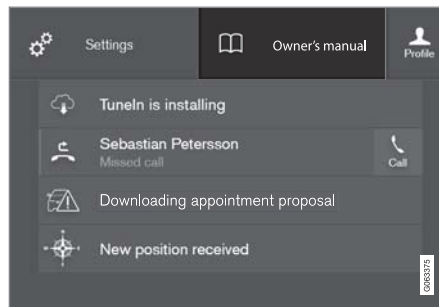 Settings
Owner's manual
Profile
TuneIn is installing
Sebastian Petersson
Missed call
Call
Downloading appointment proposal
New position received
G063375